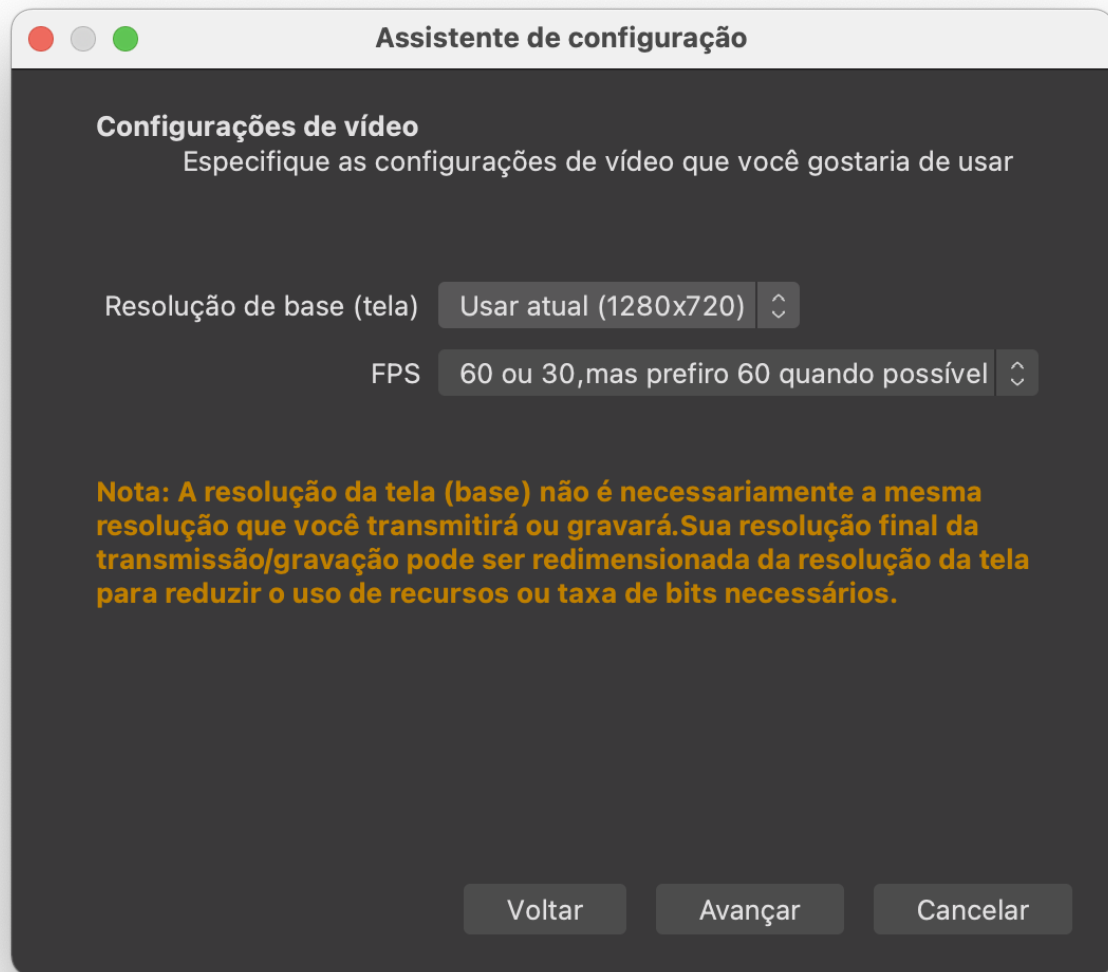 Assistente de configuração
Configurações de vídeo
Especifique as configurações de vídeo que você gostaria de usar
Resolução de base (tela) Usar atual (1280x720)
FPS 60 ou 30,mas prefiro 60 quando possível
Nota: A resolução da tela (base) não é necessariamente a mesma
resolução que você transmitirá ou gravará.Sua resolução final da
transmissão/gravação pode ser redimensionada da resolução da tela
para reduzir o uso de recursos ou taxa de bits necessários.
Voltar Avançar Cancelar